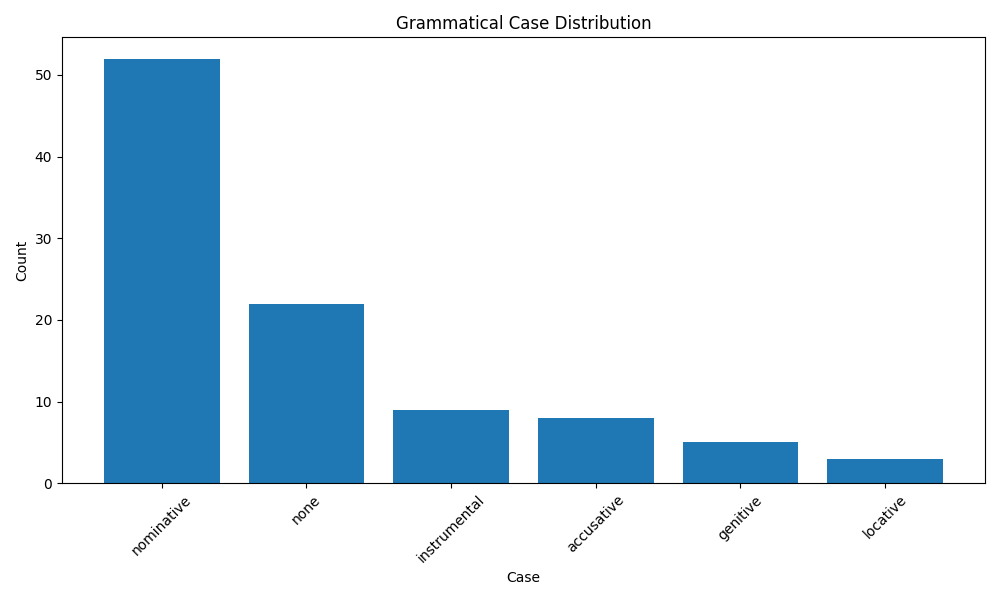 Grammatical Case Distribution
Count
50
40
30
20
10
0
nominative
none
instrumental
accusative
genitive
locative
Case